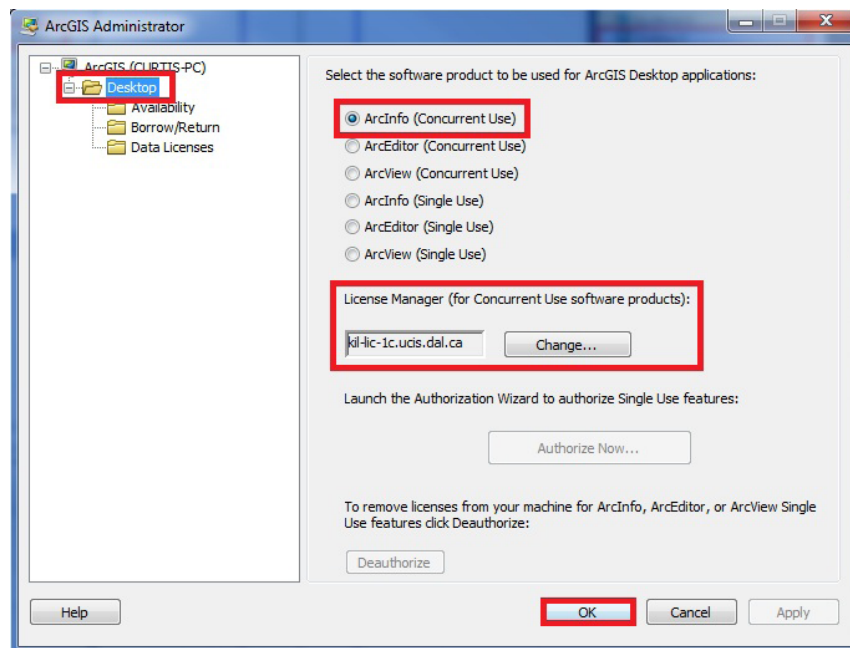 ArcGIS Administrator
ArcGIS (CURTIS-PC)
Desktop
Availability
Borrow/Return
Data Licenses
Select the software product to be used for ArcGIS Desktop applications:
ArcInfo (Concurrent Use)
ArcEditor (Concurrent Use)
ArcView (Concurrent Use)
ArcInfo (Single Use)
ArcEditor (Single Use)
ArcView (Single Use)
License Manager (for Concurrent Use software products):
kil-lic-1c.ucis.dal.ca
Change...
Launch the Authorization Wizard to authorize Single Use features:
Authorize Now...
To remove licenses from your machine for ArcInfo, ArcEditor, or ArcView Single
Use features click Deauthorize:
Deauthorize
Help
OK
Cancel
Apply